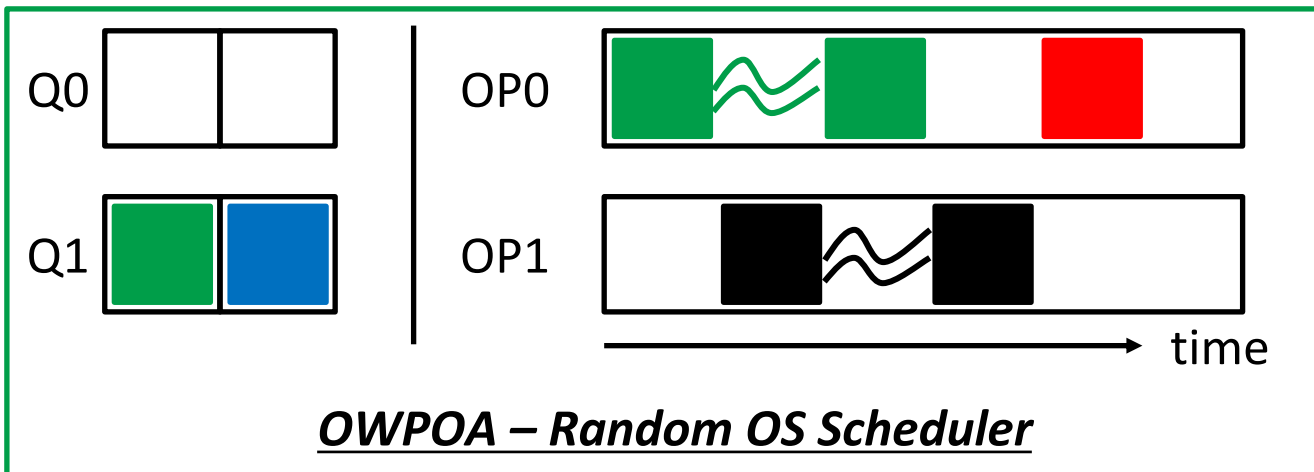 Q0
OP0
Q1
OP1
time
OWPOA – Random OS Scheduler